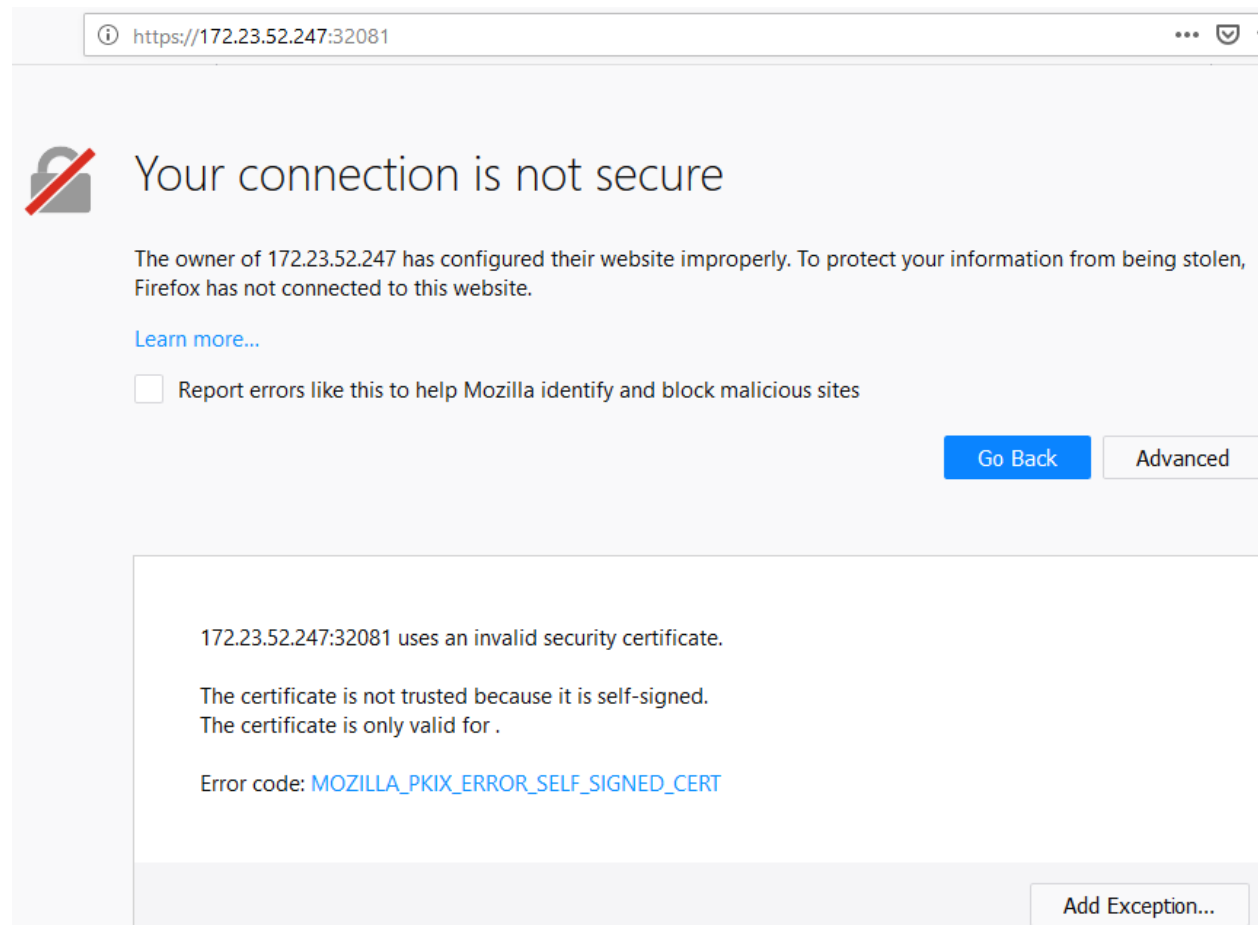 https://172.23.52.247:32081
Your connection is not secure
The owner of 172.23.52.247 has configured their website improperly. To protect your information from being stolen,
Firefox has not connected to this website.
Learn more...
Report errors like this to help Mozilla identify and block malicious sites
Go Back
Advanced
172.23.52.247:32081 uses an invalid security certificate.
The certificate is not trusted because it is self-signed.
The certificate is only valid for .
Error code: MOZILLA_PKIX_ERROR_SELF_SIGNED_CERT
Add Exception...